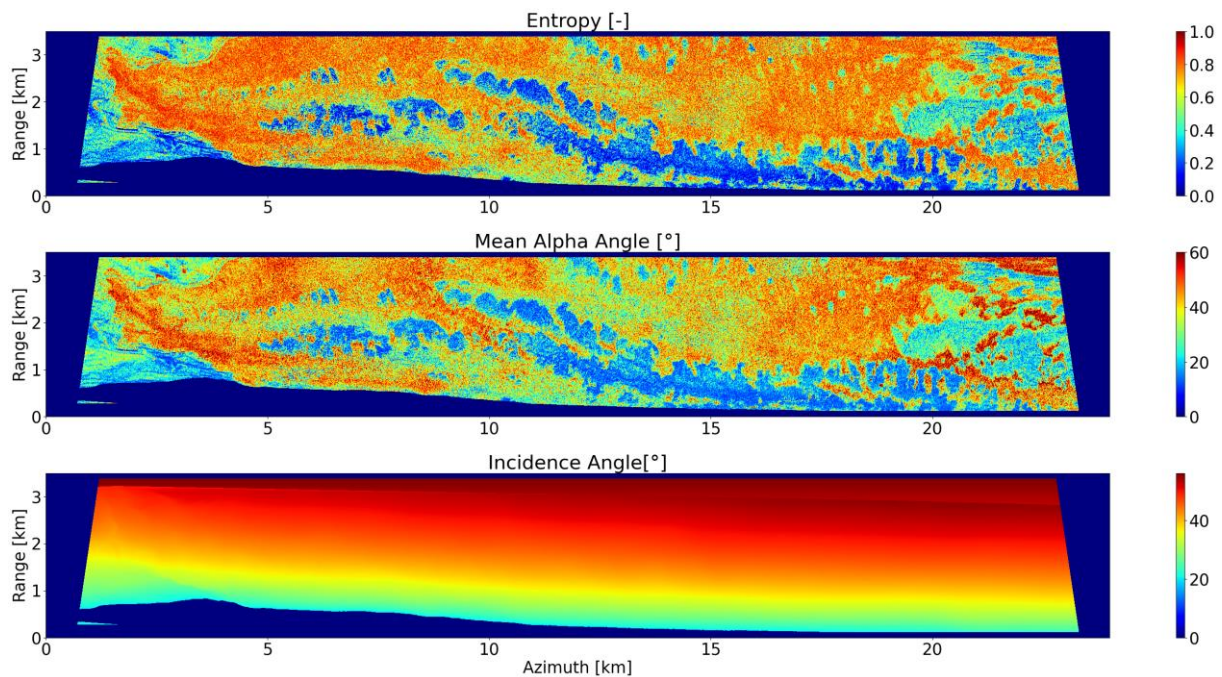 Entropy [-]
Range [km]
3
2
1
0
0.0 5 10 15 20
1.0
0.8
0.6
0.4
0.2
0.0
Mean Alpha Angle [°]
Range [km]
3
2
1
0
0 5 10 15 20
60
40
20
0
Incidence Angle[°]
Range [km]
3
2
1
0
0.0 5 10 15 20
40
20
0
Azimuth [km]